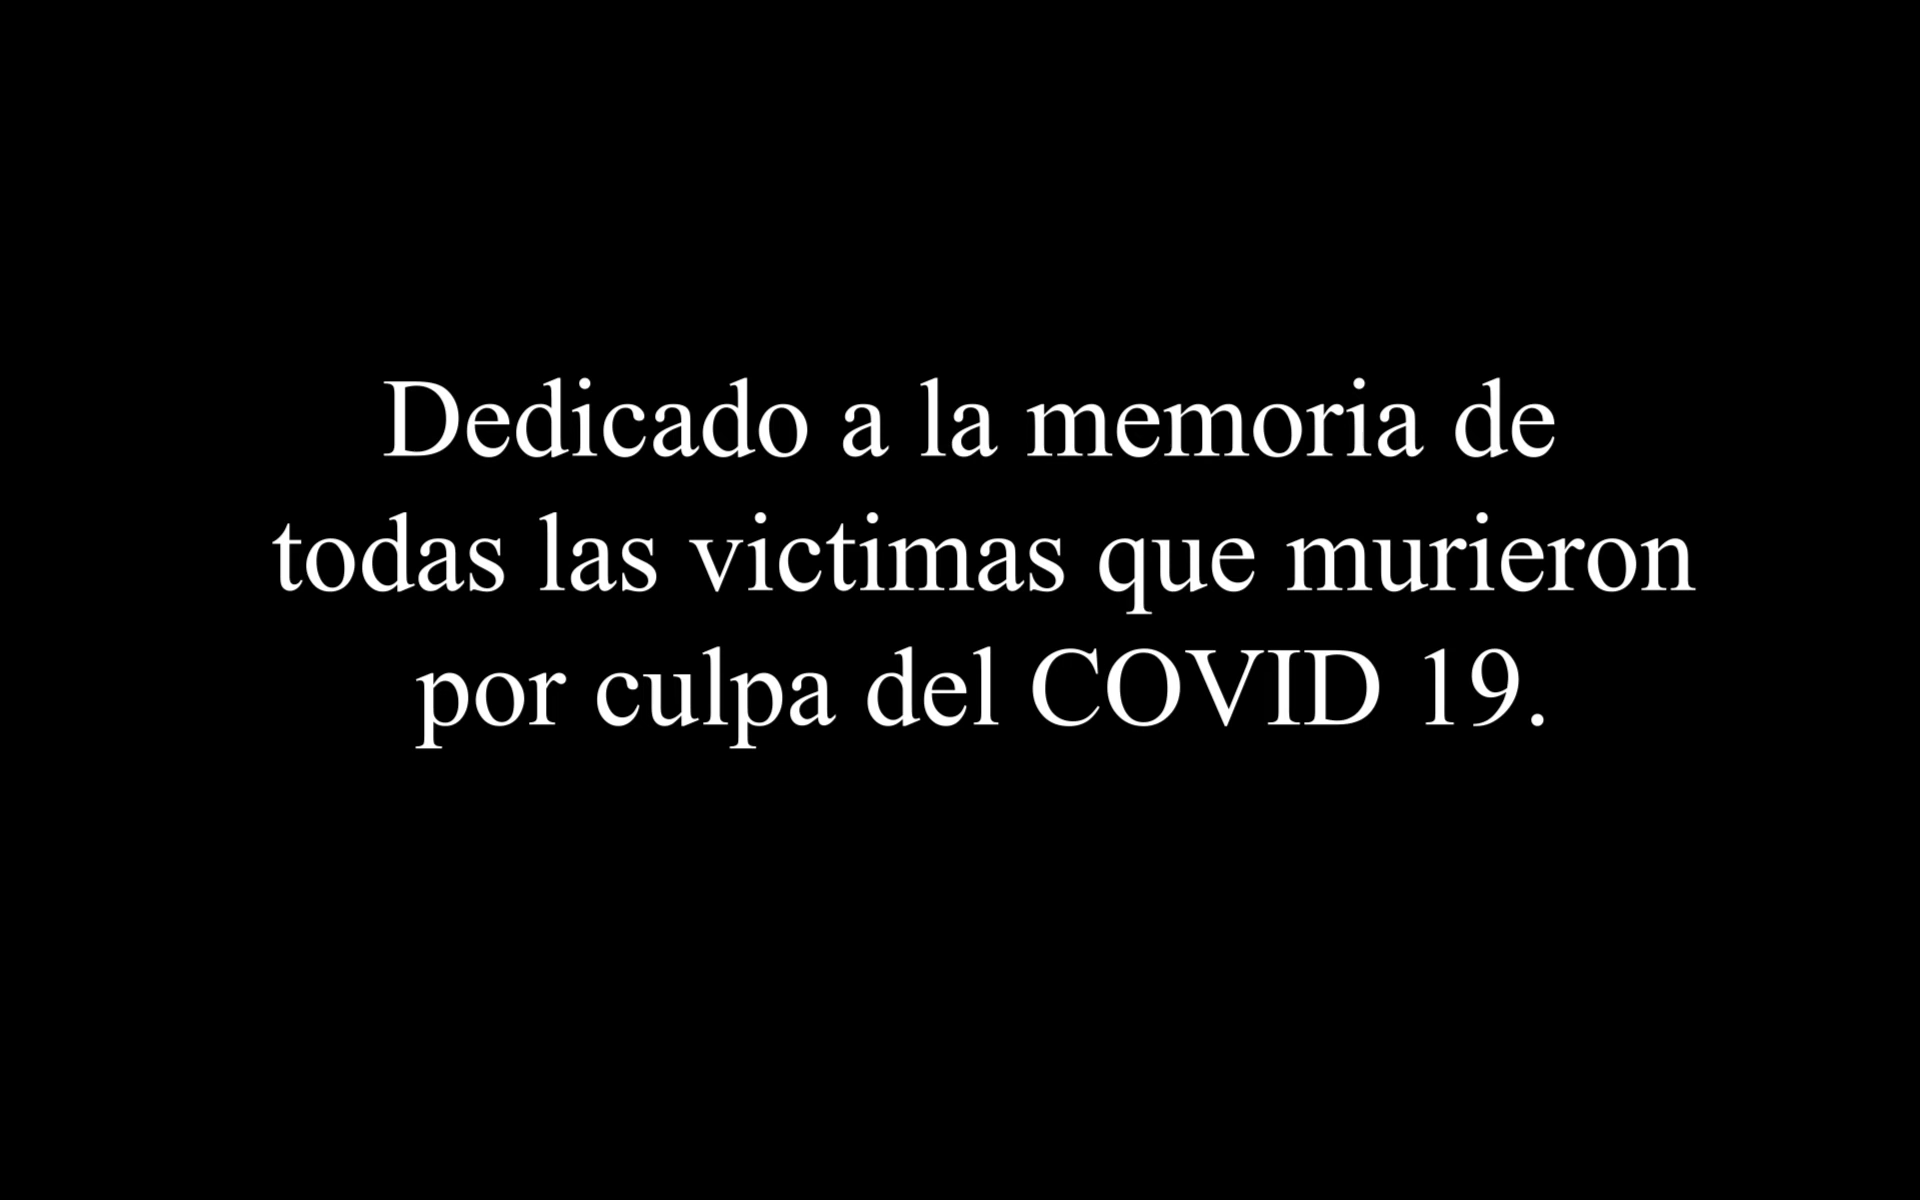 Dedicado a la memoria de
todas las victimas que murieron
por culpa del COVID 19.